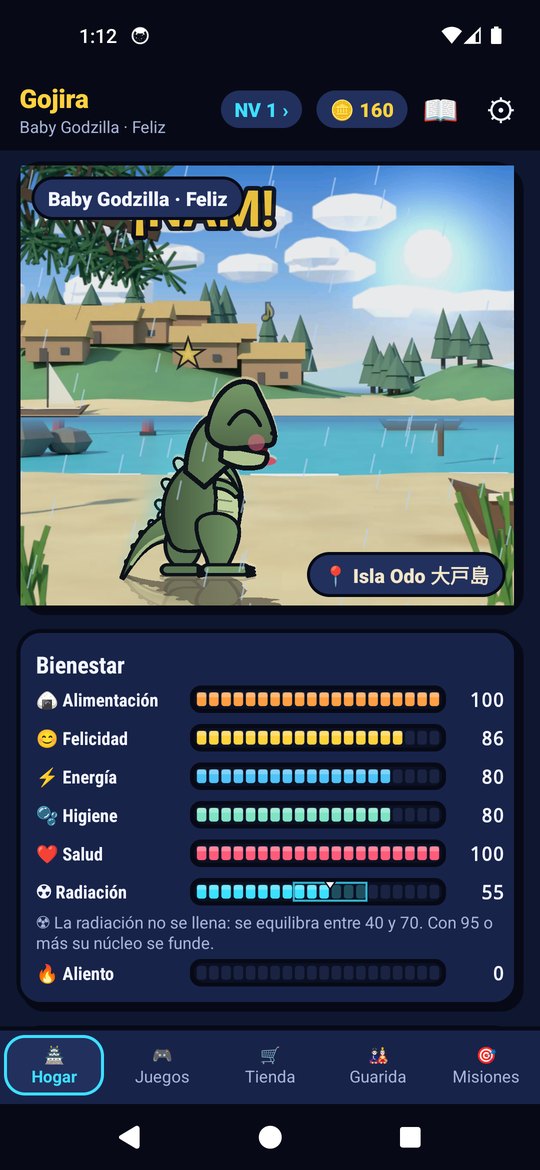 1:12
Gojira
Baby Godzilla · Feliz
NV 1 ›
160
Baby Godzilla · Feliz
ÑAM!
Isla Odo 大戸島
Bienestar
Alimentación 100
Felicidad 86
Energía 80
Higiene 80
Salud 100
Radiación 55
La radiación no se llena: se equilibra entre 40 y 70. Con 95 o
más su núcleo se funde.
Aliento 0
Hogar
Juegos
Tienda
Guarida
Misiones